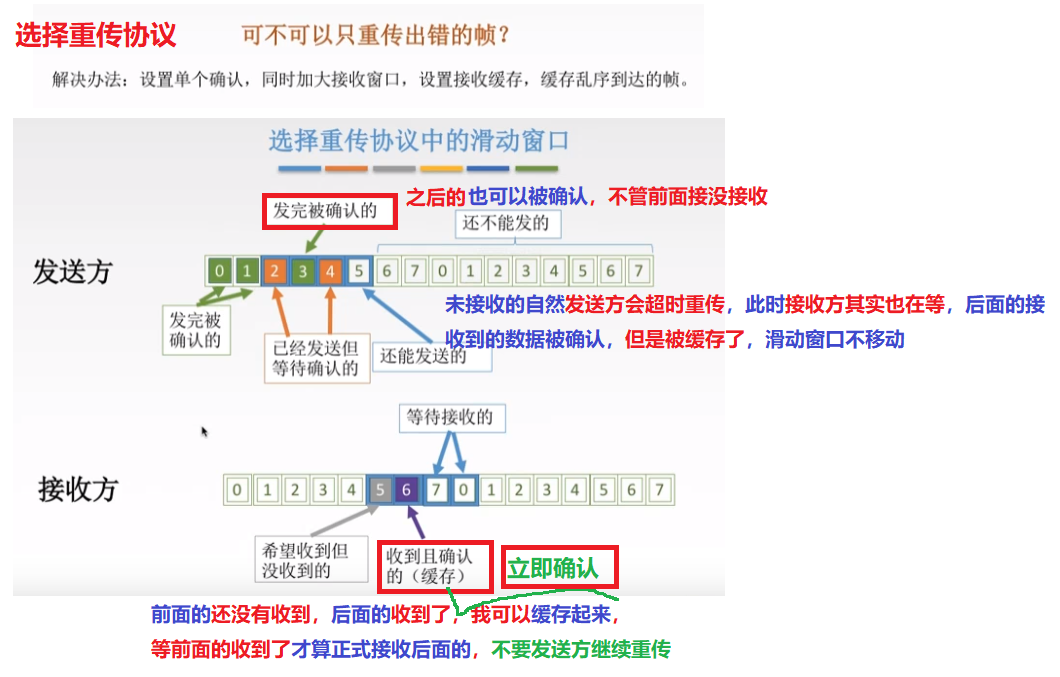 选择重传协议
可不可以只重传出错的帧？
解决办法：设置单个确认，同时加大接收窗口，设置接收缓存，缓存乱序到达的帧。
选择重传协议中的滑动窗口
之后的也可以被确认，不管前面接没接收
发完被确认的
还不能发的
发送方
0 1 2 3 4 5 6 7 0 1 2 3 4 5 6 7
未接收的自然发送方会超时重传，此时接收方其实也在等，后面的接
收到的数据被确认，但是被缓存了，滑动窗口不移动
发完被
确认的
已经发送但
等待确认的
还能发送的
等待接收的
接收方
0 1 2 3 4 5 6 7 0 1 2 3 4 5 6 7
希望收到但
没收到的
收到且确认
的（缓存）
立即确认
前面的还没有收到，后面的收到了，我可以缓存起来，
等前面的收到了才算正式接收后面的，不要发送方继续重传